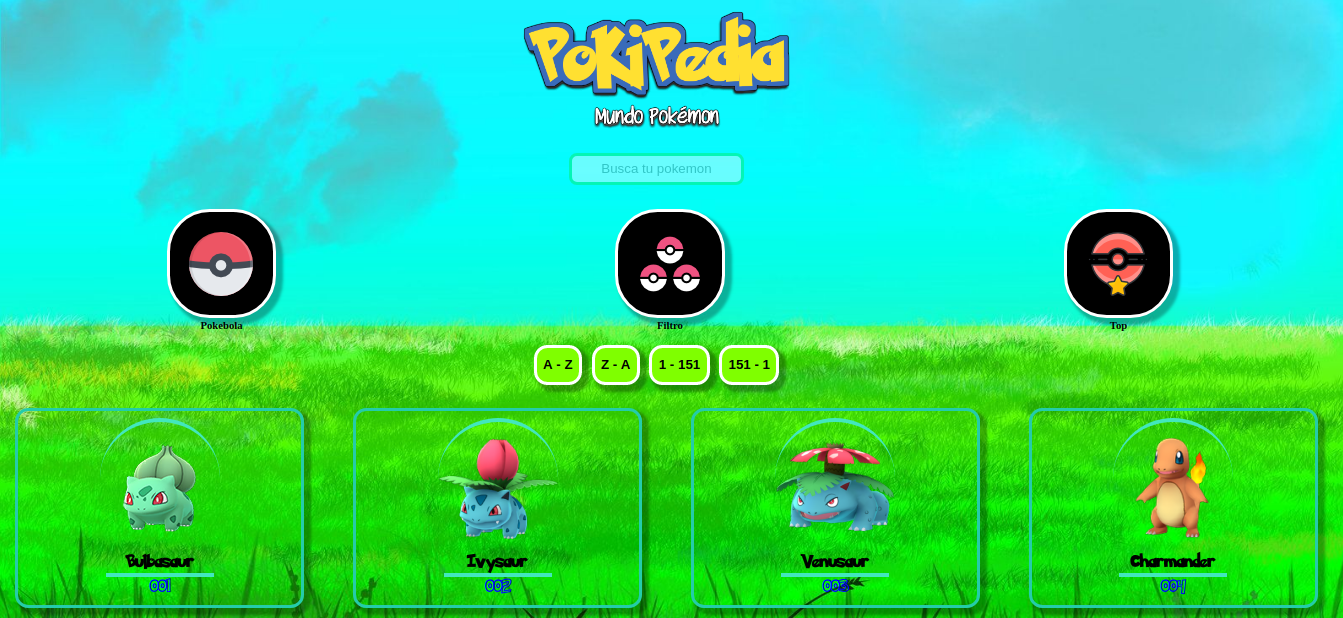 PoKiPedia
Mundo Pokémon
Busca tu pokemon
Pokebola
Filtro
Top
A - Z
Z - A
1 - 151
151 - 1
Bulbasaur
001
Ivysaur
002
Venusaur
003
Charmander
004